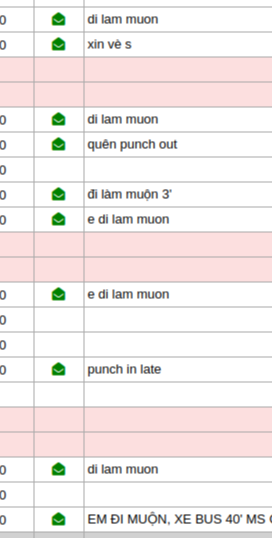 0 di lam muon
0 xin vè s
0 di lam muon
0 quên punch out
0
0 đi làm muộn 3'
0 e di lam muon
0 e di lam muon
0
0
0 punch in late
0 di lam muon
0
0 EM ĐI MUỘN, XE BUS 40' MS